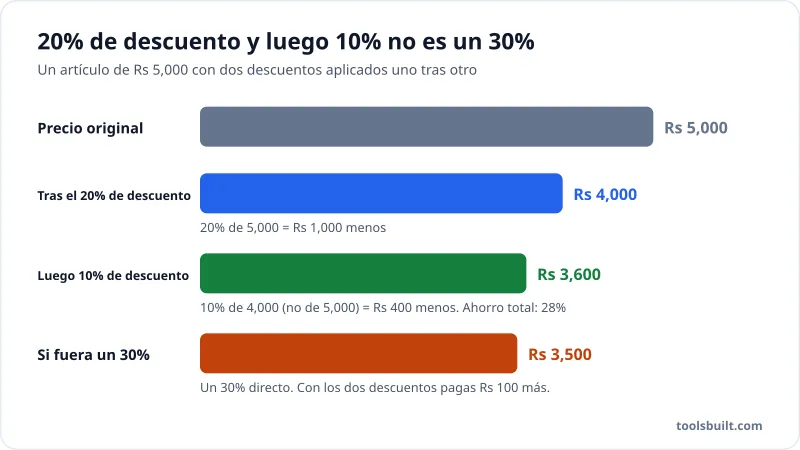 20% de descuento y luego 10% no es un 30%
Un artículo de Rs 5,000 con dos descuentos aplicados uno tras otro
Precio original
Rs 5,000
Tras el 20% de descuento
Rs 4,000
20% de 5,000 = Rs 1,000 menos
Luego 10% de descuento
Rs 3,600
10% de 4,000 (no de 5,000) = Rs 400 menos. Ahorro total: 28%
Si fuera un 30%
Rs 3,500
Un 30% directo. Con los dos descuentos pagas Rs 100 más.
toolsbuilt.com